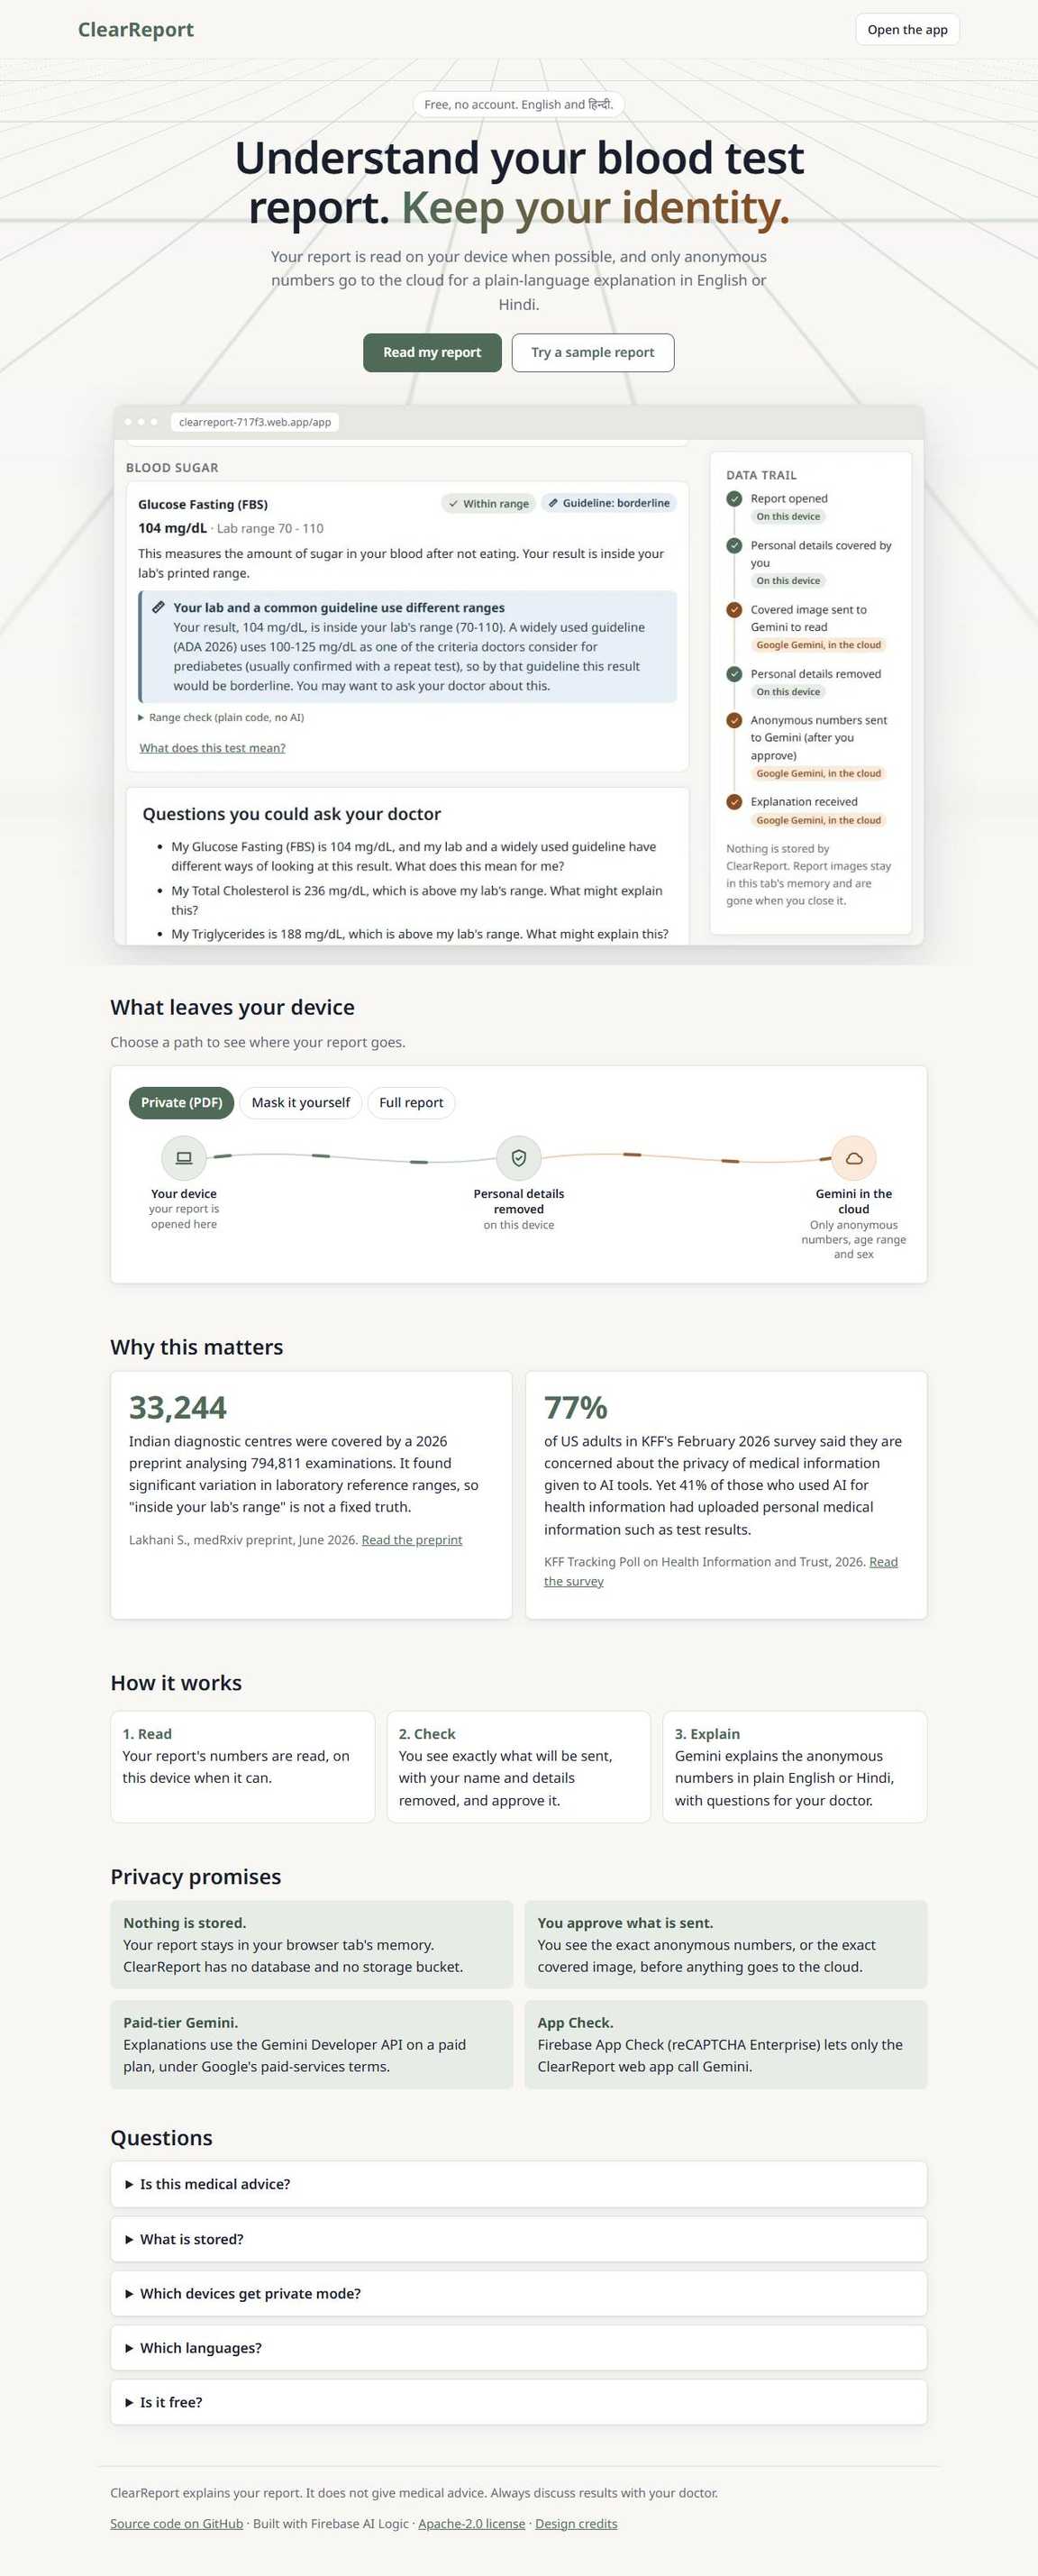 ClearReport
Open the app
Free, no account. English and हिन्दी.
Understand your blood test
report. Keep your identity.
Your report is read on your device when possible, and only anonymous
numbers go to the cloud for a plain-language explanation in English or
Hindi.
Read my report
Try a sample report
clearreport-717f3.web.app/app
BLOOD SUGAR
Glucose Fasting (FBS)
Within range
Guideline: borderline
104 mg/dL · Lab range 70 - 110
This measures the amount of sugar in your blood after not eating. Your result is inside your
lab's printed range.
Your lab and a common guideline use different ranges
Your result, 104 mg/dL, is inside your lab's range (70-110). A widely used guideline
(ADA 2026) uses 100-125 mg/dL as one of the criteria doctors consider for
prediabetes (usually confirmed with a repeat test), so by that guideline this result
would be borderline. You may want to ask your doctor about this.
Range check (plain code, no AI)
What does this test mean?
Questions you could ask your doctor
• My Glucose Fasting (FBS) is 104 mg/dL, and my lab and a widely used guideline have
different ways of looking at this result. What does this mean for me?
• My Total Cholesterol is 236 mg/dL, which is above my lab's range. What might explain
this?
• My Triglycerides is 188 mg/dL, which is above my lab's range. What might explain this?
DATA TRAIL
Report opened
On this device
Personal details covered by
you
On this device
Covered image sent to
Gemini to read
Google Gemini, in the cloud
Personal details removed
On this device
Anonymous numbers sent
to Gemini (after you
approve)
Google Gemini, in the cloud
Explanation received
Google Gemini, in the cloud
Nothing is stored by
ClearReport. Report images stay
in this tab's memory and are
gone when you close it.
What leaves your device
Choose a path to see where your report goes.
Private (PDF)
Mask it yourself
Full report
Your device
your report is
opened here
Personal details
removed
on this device
Gemini in the
cloud
Only anonymous
numbers, age range
and sex
Why this matters
33,244
Indian diagnostic centres were covered by a 2026
preprint analysing 794,811 examinations. It found
significant variation in laboratory reference ranges, so
"inside your lab's range" is not a fixed truth.
Lakhani S., medRxiv preprint, June 2026. Read the preprint
77%
of US adults in KFF's February 2026 survey said they are
concerned about the privacy of medical information
given to AI tools. Yet 41% of those who used AI for
health information had uploaded personal medical
information such as test results.
KFF Tracking Poll on Health Information and Trust, 2026. Read
the survey
How it works
1. Read
Your report's numbers are read, on
this device when it can.
2. Check
You see exactly what will be sent,
with your name and details
removed, and approve it.
3. Explain
Gemini explains the anonymous
numbers in plain English or Hindi,
with questions for your doctor.
Privacy promises
Nothing is stored.
Your report stays in your browser tab's memory.
ClearReport has no database and no storage bucket.
You approve what is sent.
You see the exact anonymous numbers, or the exact
covered image, before anything goes to the cloud.
Paid-tier Gemini.
Explanations use the Gemini Developer API on a paid
plan, under Google's paid-services terms.
App Check.
Firebase App Check (reCAPTCHA Enterprise) lets only the
ClearReport web app call Gemini.
Questions
Is this medical advice?
What is stored?
Which devices get private mode?
Which languages?
Is it free?
ClearReport explains your report. It does not give medical advice. Always discuss results with your doctor.
Source code on GitHub · Built with Firebase AI Logic · Apache-2.0 license · Design credits